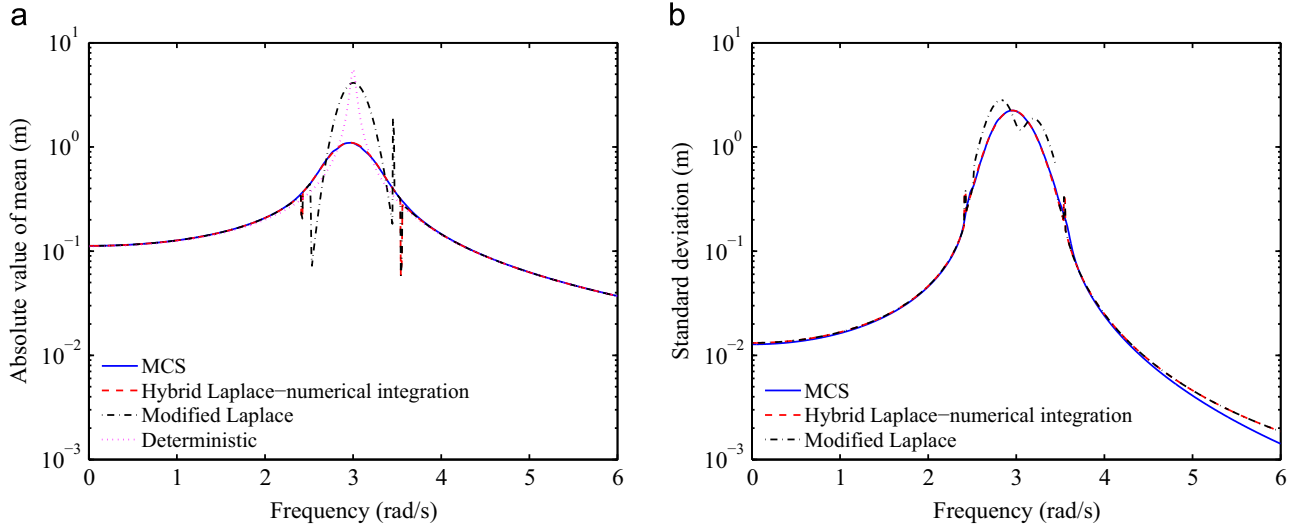 a
Absolute value of mean (m)
10^1
10^0
10^-1
10^-2
10^-3
MCS
Hybrid Laplace−numerical integration
Modified Laplace
Deterministic
0 1 2 3 4 5 6
Frequency (rad/s)
b
Standard deviation (m)
10^1
10^0
10^-1
10^-2
10^-3
MCS
Hybrid Laplace−numerical integration
Modified Laplace
0 1 2 3 4 5 6
Frequency (rad/s)